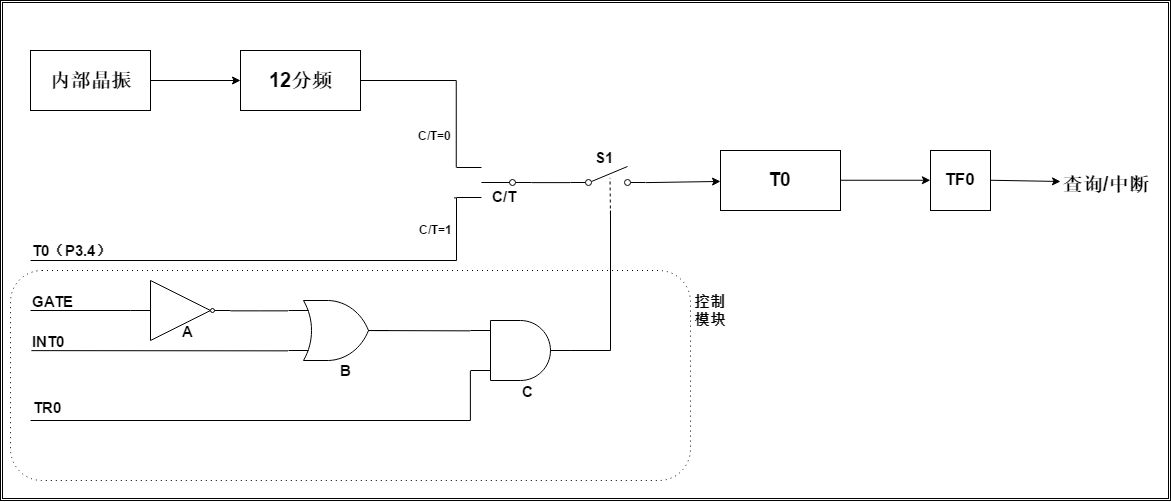 内部晶振
12分频
C/T=0
S1
C/T
T0
TF0
查询/中断
C/T=1
T0（P3.4）
GATE
A
INT0
B
TR0
C
控制
模块